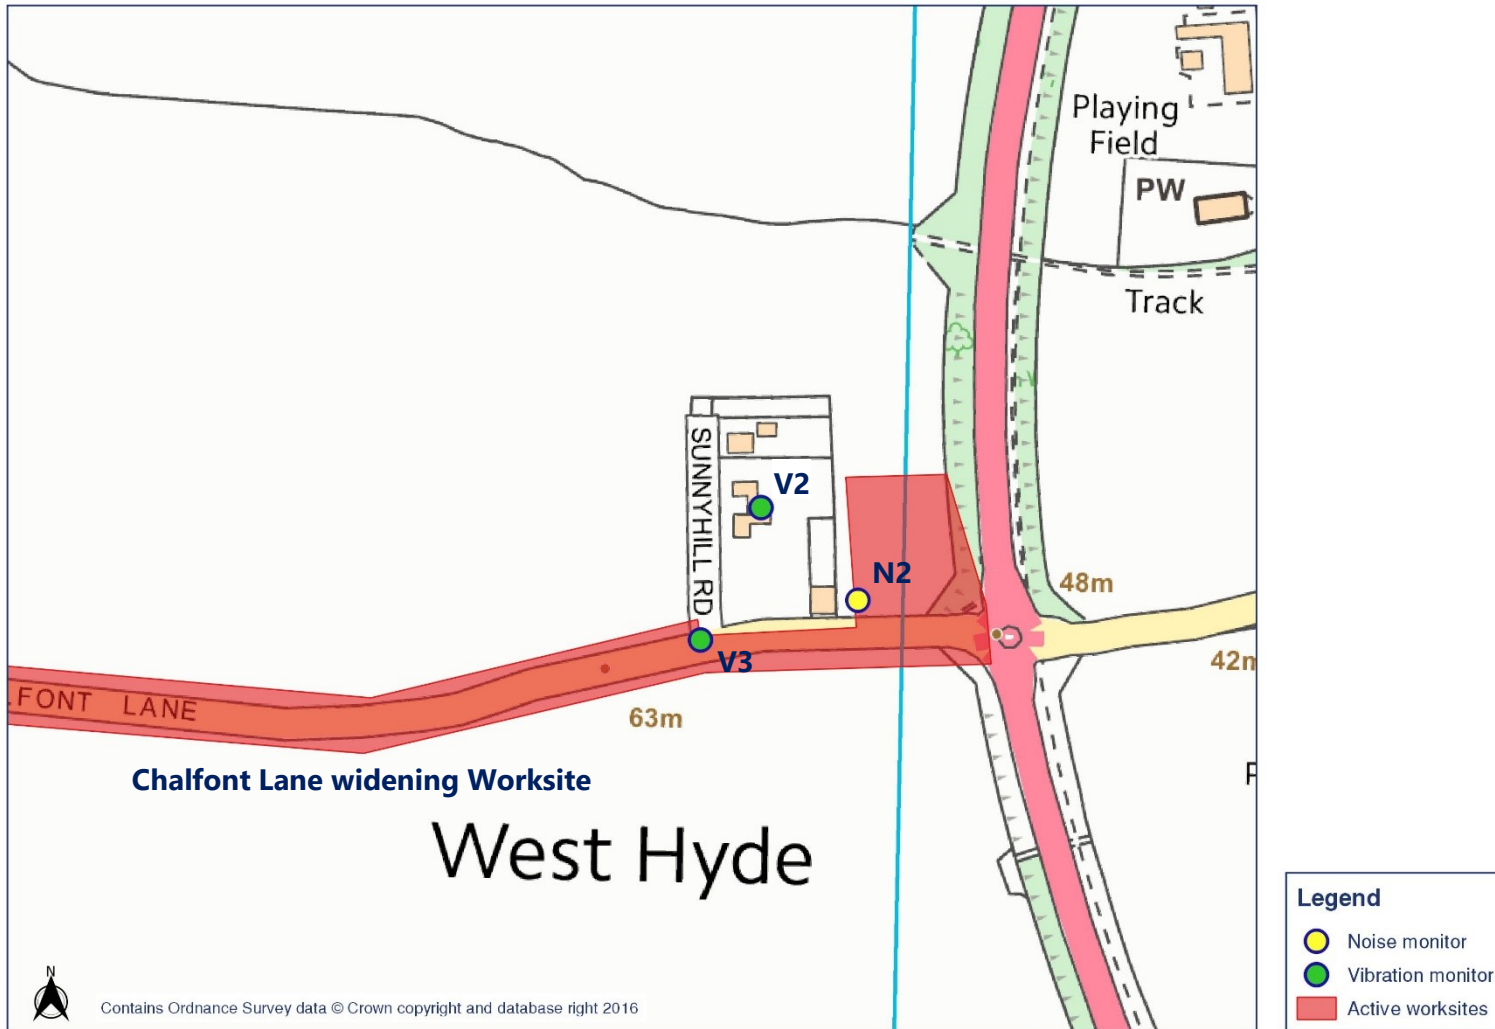 Playing
Field
PW
Track
SUNNYHILL RD
V2
N2
48m
V3
42m
FONT LANE
63m
Chalfont Lane widening Worksite
West Hyde
Legend
Noise monitor
Vibration monitor
Active worksites
N
Contains Ordnance Survey data © Crown copyright and database right 2016